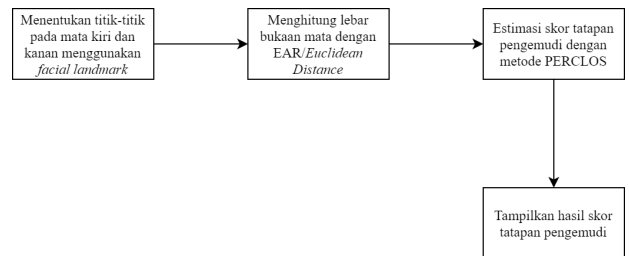 Menentukan titik-titik
pada mata kiri dan
kanan menggunakan
facial landmark
Menghitung lebar
bukaan mata dengan
EAR/Euclidean
Distance
Estimasi skor tatapan
pengemudi dengan
metode PERCLOS
Tampilkan hasil skor
tatapan pengemudi